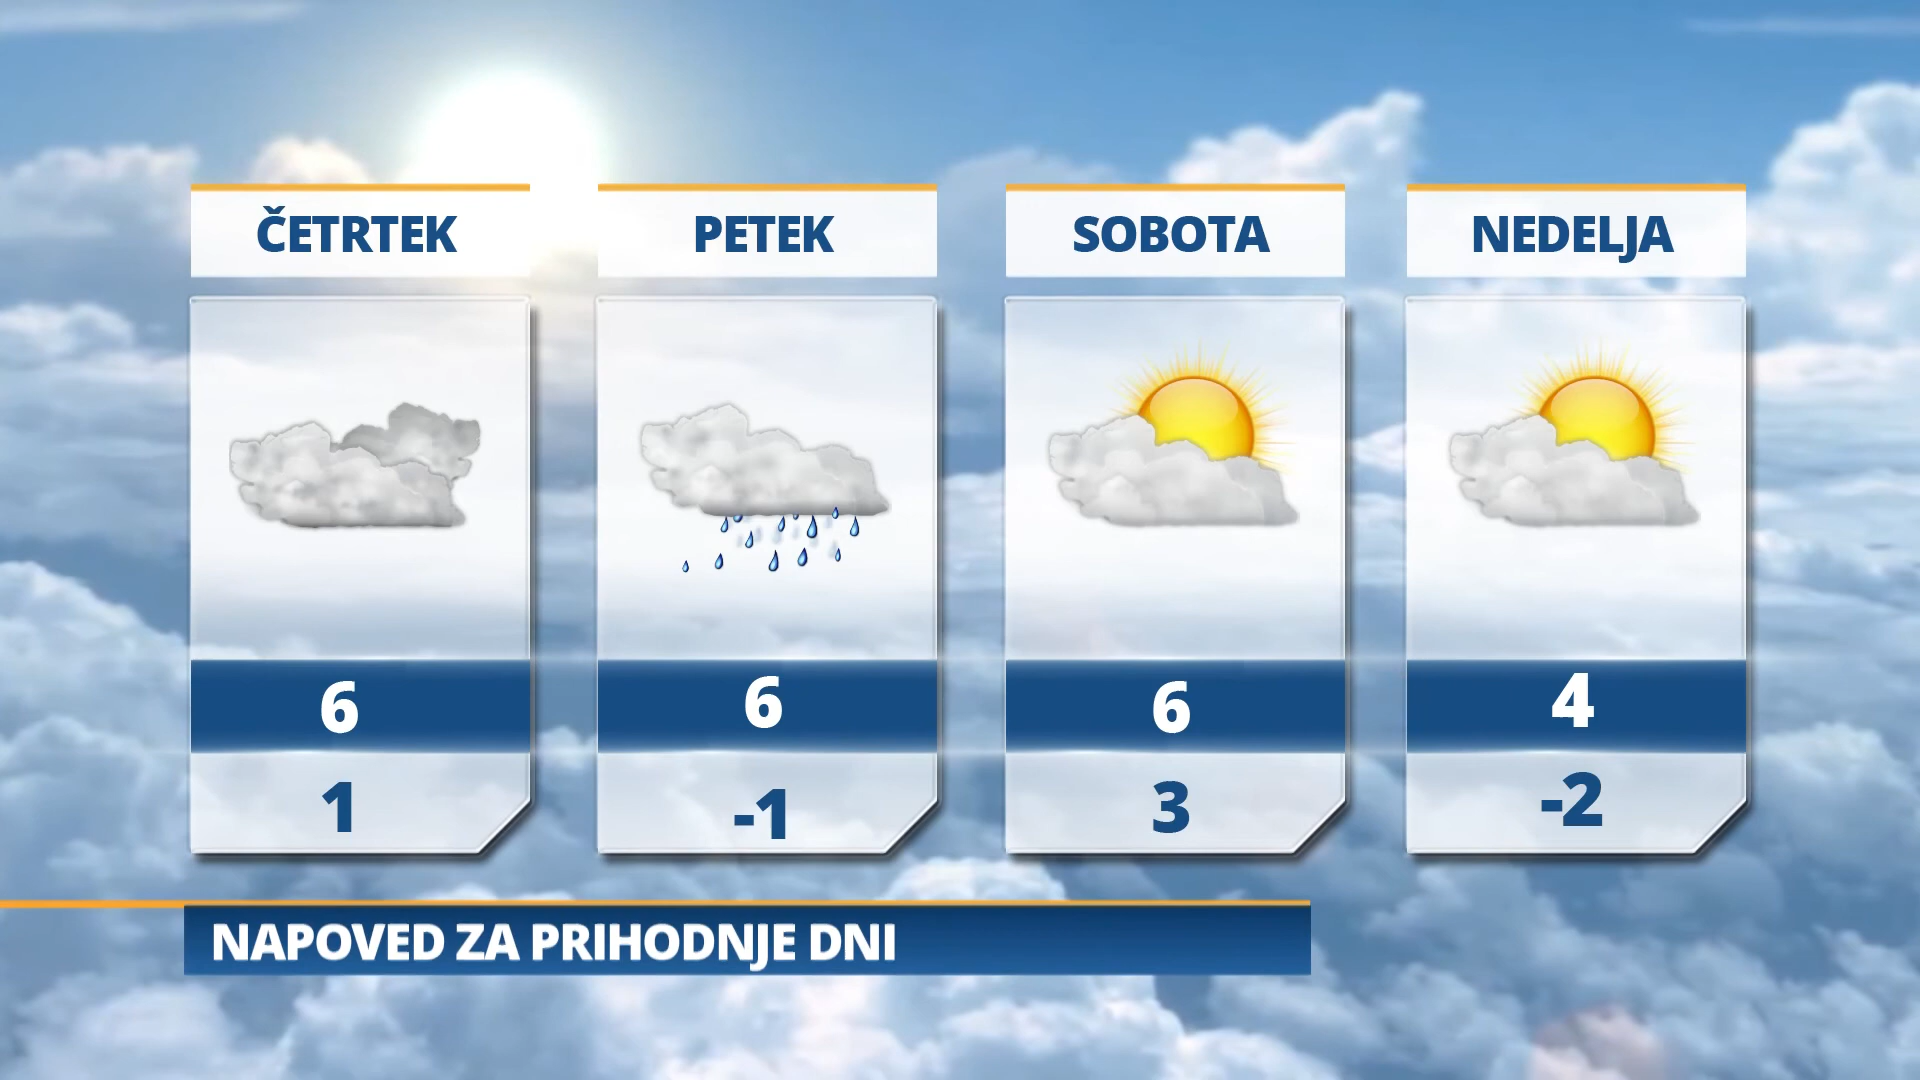 ČETRTEK
PETEK
SOBOTA
NEDELJA
6
6
6
4
1
-1
3
-2
NAPOVED ZA PRIHODNJE DNI